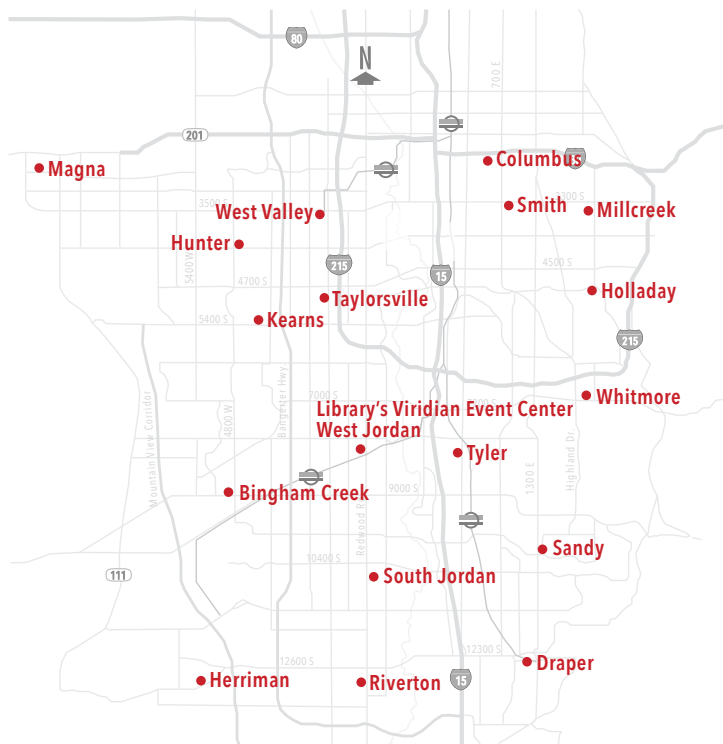 80
N
700 E
201
Columbus
Magna
3500 S
3300 S
West Valley
Smith
Millcreek
Hunter
5400 W
215
15
4500 S
4700 S
Taylorsville
Holladay
5400 S
Kearns
215
Bangerter Hwy.
Mountain View Corridor
4800 W
7000 S
Whitmore
Library's Viridian Event Center
West Jordan
Highland Dr.
1300 E
Tyler
Bingham Creek
9000 S
Redwood R
Sandy
10400 S
111
South Jordan
12600 S
12300 S
Draper
Herriman
Riverton
15